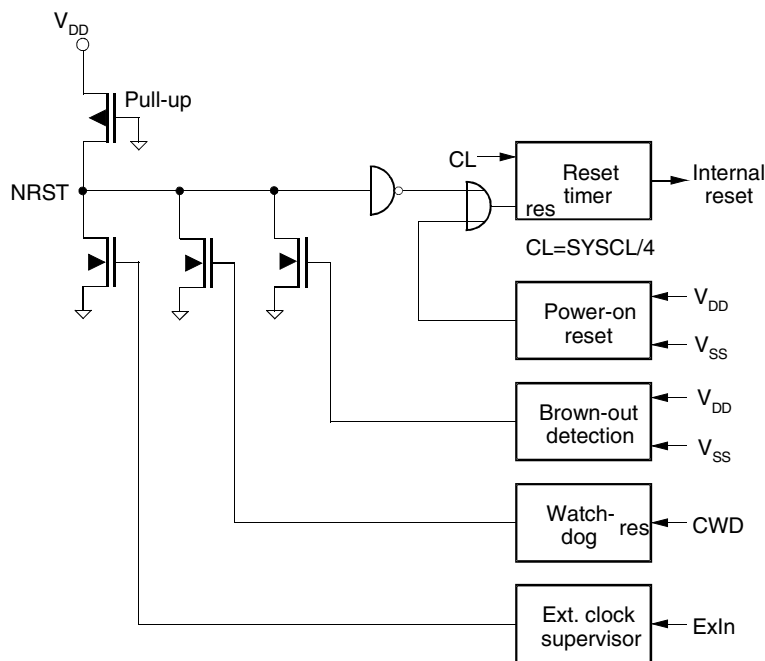 VDD
Pull-up
NRST
CL
Reset
timer
res
Internal
reset
CL=SYSCL/4
Power-on
reset
VDD
VSS
Brown-out
detection
VDD
VSS
Watch-
dog
res
CWD
Ext. clock
supervisor
ExIn